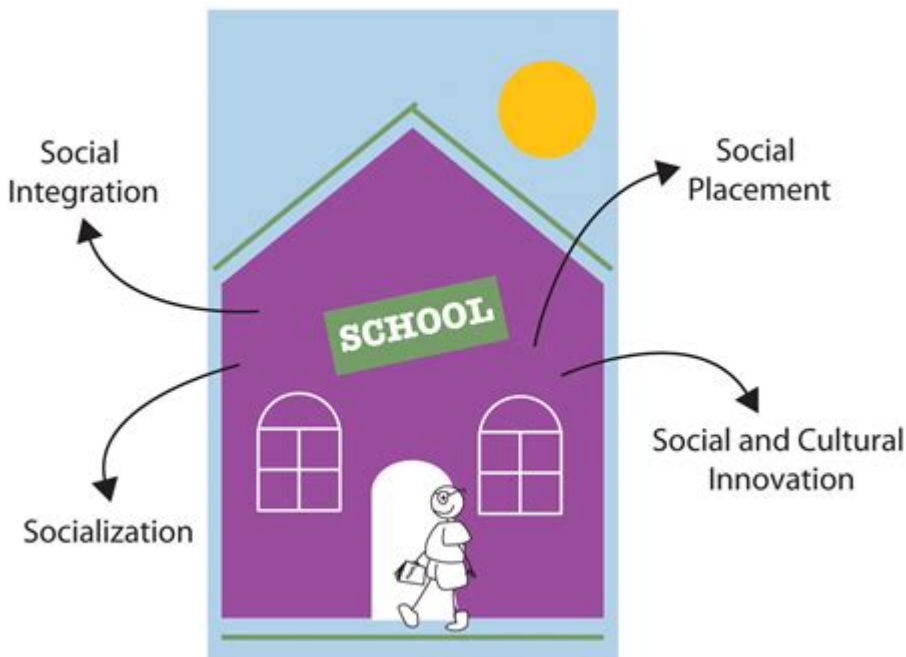 Social
Integration
Social
Placement
SCHOOL
Social and Cultural
Innovation
Socialization